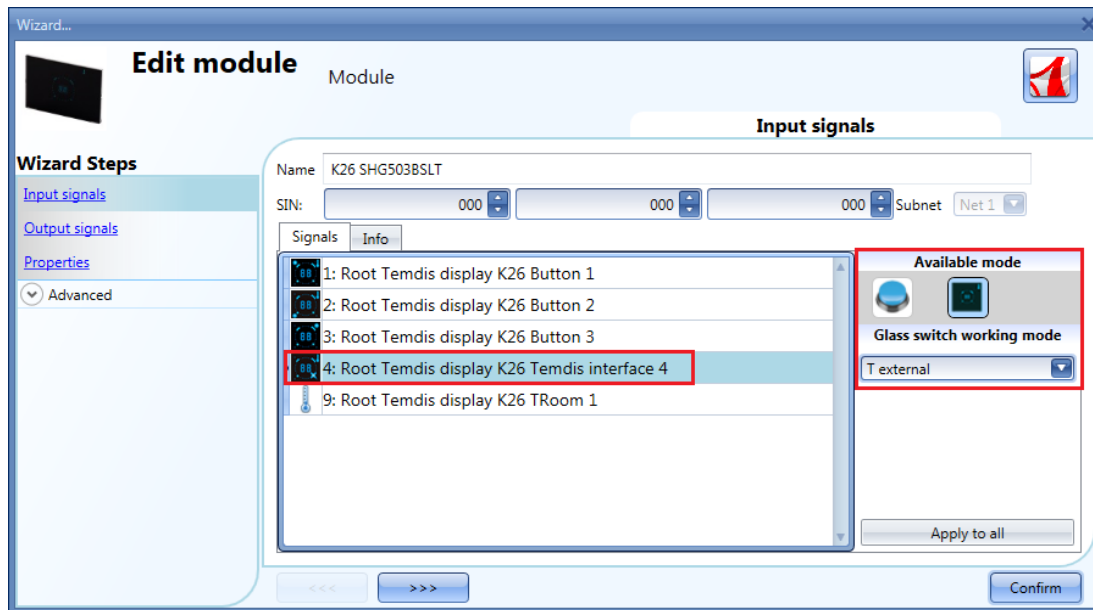 Wizard...
Edit module
Module
Input signals
Wizard Steps
Input signals
Output signals
Properties
Advanced
Name K26 SHG503BSLT
SIN: 000 000 000 Subnet Net 1
Signals Info
1: Root Temdis display K26 Button 1
2: Root Temdis display K26 Button 2
3: Root Temdis display K26 Button 3
4: Root Temdis display K26 Temdis interface 4
9: Root Temdis display K26 TRoom 1
Available mode
Glass switch working mode
T external
Apply to all
<<< >>> Confirm